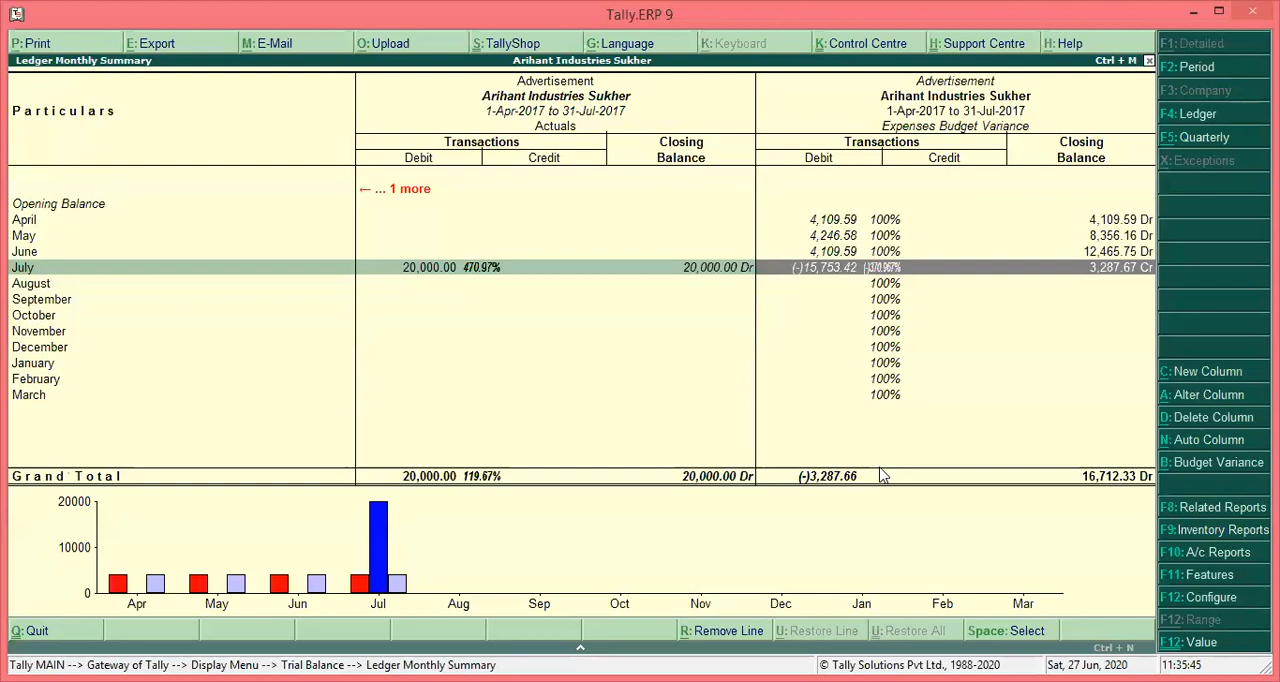 Tally.ERP 9
P: Print E: Export M: E-Mail O: Upload S: TallyShop G: Language K: Keyboard K: Control Centre H: Support Centre H: Help
Ledger Monthly Summary Arihant Industries Sukher Ctrl + M
Particulars
Advertisement Advertisement
Arihant Industries Sukher Arihant Industries Sukher
1-Apr-2017 to 31-Jul-2017 1-Apr-2017 to 31-Jul-2017
Actuals Expenses Budget Variance
Transactions Closing Transactions Closing
Debit Credit Balance Debit Credit Balance
← ... 1 more
Opening Balance
April 4,109.59 100% 4,109.59 Dr
May 4,246.58 100% 8,356.16 Dr
June 4,109.59 100% 12,465.75 Dr
July 20,000.00 470.97% 20,000.00 Dr (-)15,753.42 (-)370.967% 3,287.67 Cr
August 100%
September 100%
October 100%
November 100%
December 100%
January 100%
February 100%
March 100%
Grand Total 20,000.00 119.67% 20,000.00 Dr (-)3,287.66 16,712.33 Dr
20000
10000
0
Apr May Jun Jul Aug Sep Oct Nov Dec Jan Feb Mar
Q: Quit R: Remove Line U: Restore Line U: Restore All Space: Select
Ctrl + N
Tally MAIN --> Gateway of Tally --> Display Menu --> Trial Balance --> Ledger Monthly Summary © Tally Solutions Pvt Ltd., 1988-2020 Sat, 27 Jun, 2020 11:35:45
F1: Detailed
F2: Period
F3: Company
F4: Ledger
F5: Quarterly
X: Exceptions
C: New Column
A: Alter Column
D: Delete Column
N: Auto Column
B: Budget Variance
F8: Related Reports
F9: Inventory Reports
F10: A/c Reports
F11: Features
F12: Configure
F12: Range
F12: Value